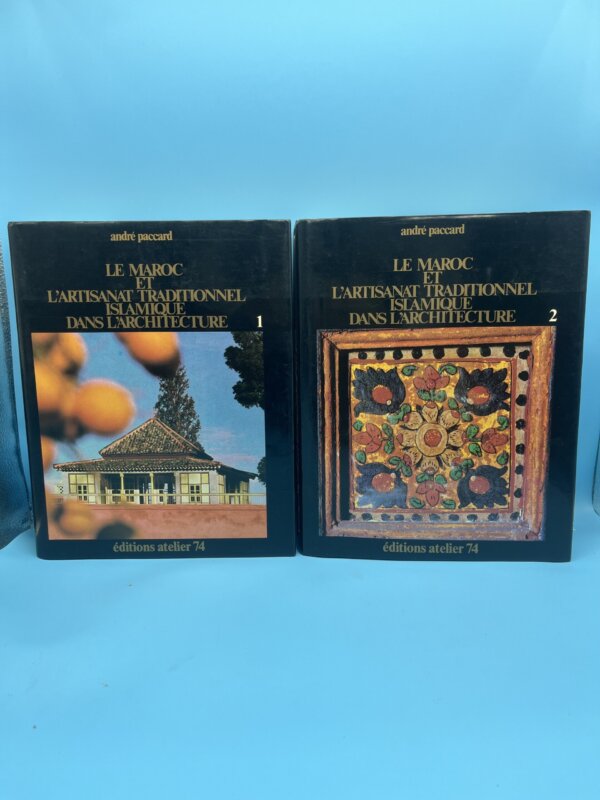 andré paccard
LE MAROC
ET
L'ARTISANAT TRADITIONNEL
ISLAMIQUE
DANS L'ARCHITECTURE 1
éditions atelier 74
andré paccard
LE MAROC
ET
L'ARTISANAT TRADITIONNEL
ISLAMIQUE
DANS L'ARCHITECTURE 2
éditions atelier 74